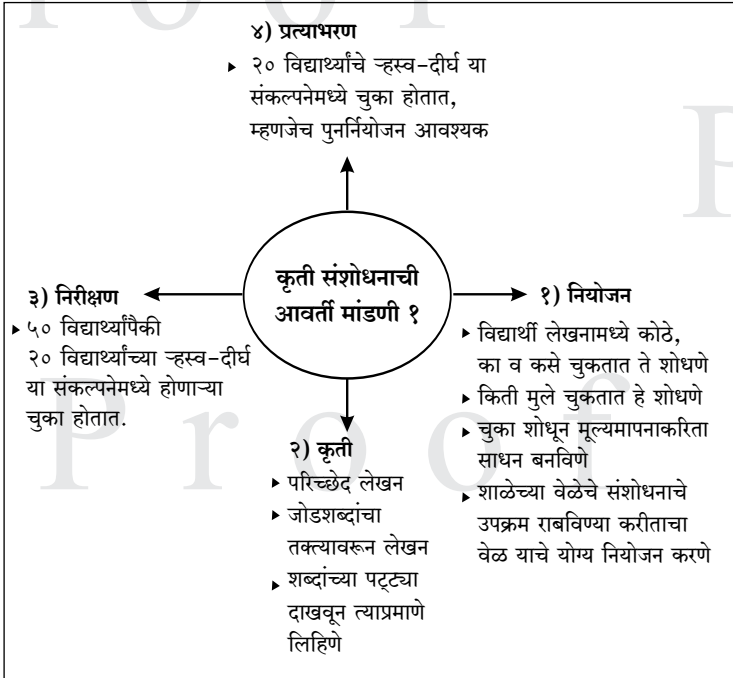 Proof
४) प्रत्याभरण
▸ २० विद्यार्थ्यांचे ऱ्हस्व-दीर्घ या
संकल्पनेमध्ये चुका होतात,
म्हणजेच पुनर्नियोजन आवश्यक
P
कृती संशोधनाची
आवर्ती मांडणी १
३) निरीक्षण
▸ ५० विद्यार्थ्यांपैकी
२० विद्यार्थ्यांच्या ऱ्हस्व-दीर्घ
या संकल्पनेमध्ये होणाऱ्या
चुका होतात.
१) नियोजन
▸ विद्यार्थी लेखनामध्ये कोठे,
का व कसे चुकतात ते शोधणे
▸ किती मुले चुकतात हे शोधणे
▸ चुका शोधून मूल्यमापनाकरिता
साधन बनविणे
▸ शाळेच्या वेळेचे संशोधनाचे
उपक्रम राबविण्या करीताचा
वेळ याचे योग्य नियोजन करणे
Proof
२) कृती
▸ परिच्छेद लेखन
▸ जोडशब्दांचा
तक्त्यावरून लेखन
▸ शब्दांच्या पट्ट्या
दाखवून त्याप्रमाणे
लिहिणे